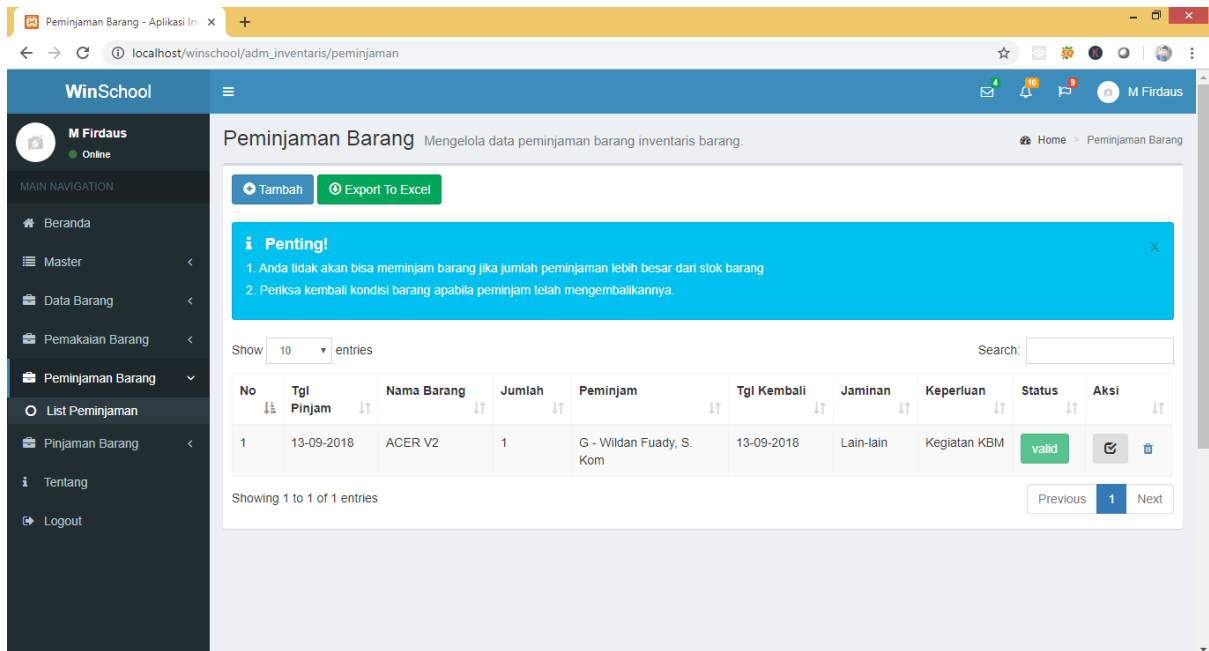 Peminjaman Barang - Aplikasi Inv
localhost/winschool/adm_inventaris/peminjaman
WinSchool
4
10
9
M Firdaus
M Firdaus
Online
MAIN NAVIGATION
Beranda
Master
Data Barang
Pemakaian Barang
Peminjaman Barang
List Peminjaman
Pinjaman Barang
Tentang
Logout
Peminjaman Barang Mengelola data peminjaman barang inventaris barang.
Home > Peminjaman Barang
Tambah Export To Excel
Penting! X
1. Anda tidak akan bisa meminjam barang jika jumlah peminjaman lebih besar dari stok barang
2. Periksa kembali kondisi barang apabila peminjam telah mengembalikannya.
Show 10 entries Search:
No Tgl Pinjam Nama Barang Jumlah Peminjam Tgl Kembali Jaminan Keperluan Status Aksi
1 13-09-2018 ACER V2 1 G - Wildan Fuady, S. Kom 13-09-2018 Lain-lain Kegiatan KBM valid
Showing 1 to 1 of 1 entries Previous 1 Next